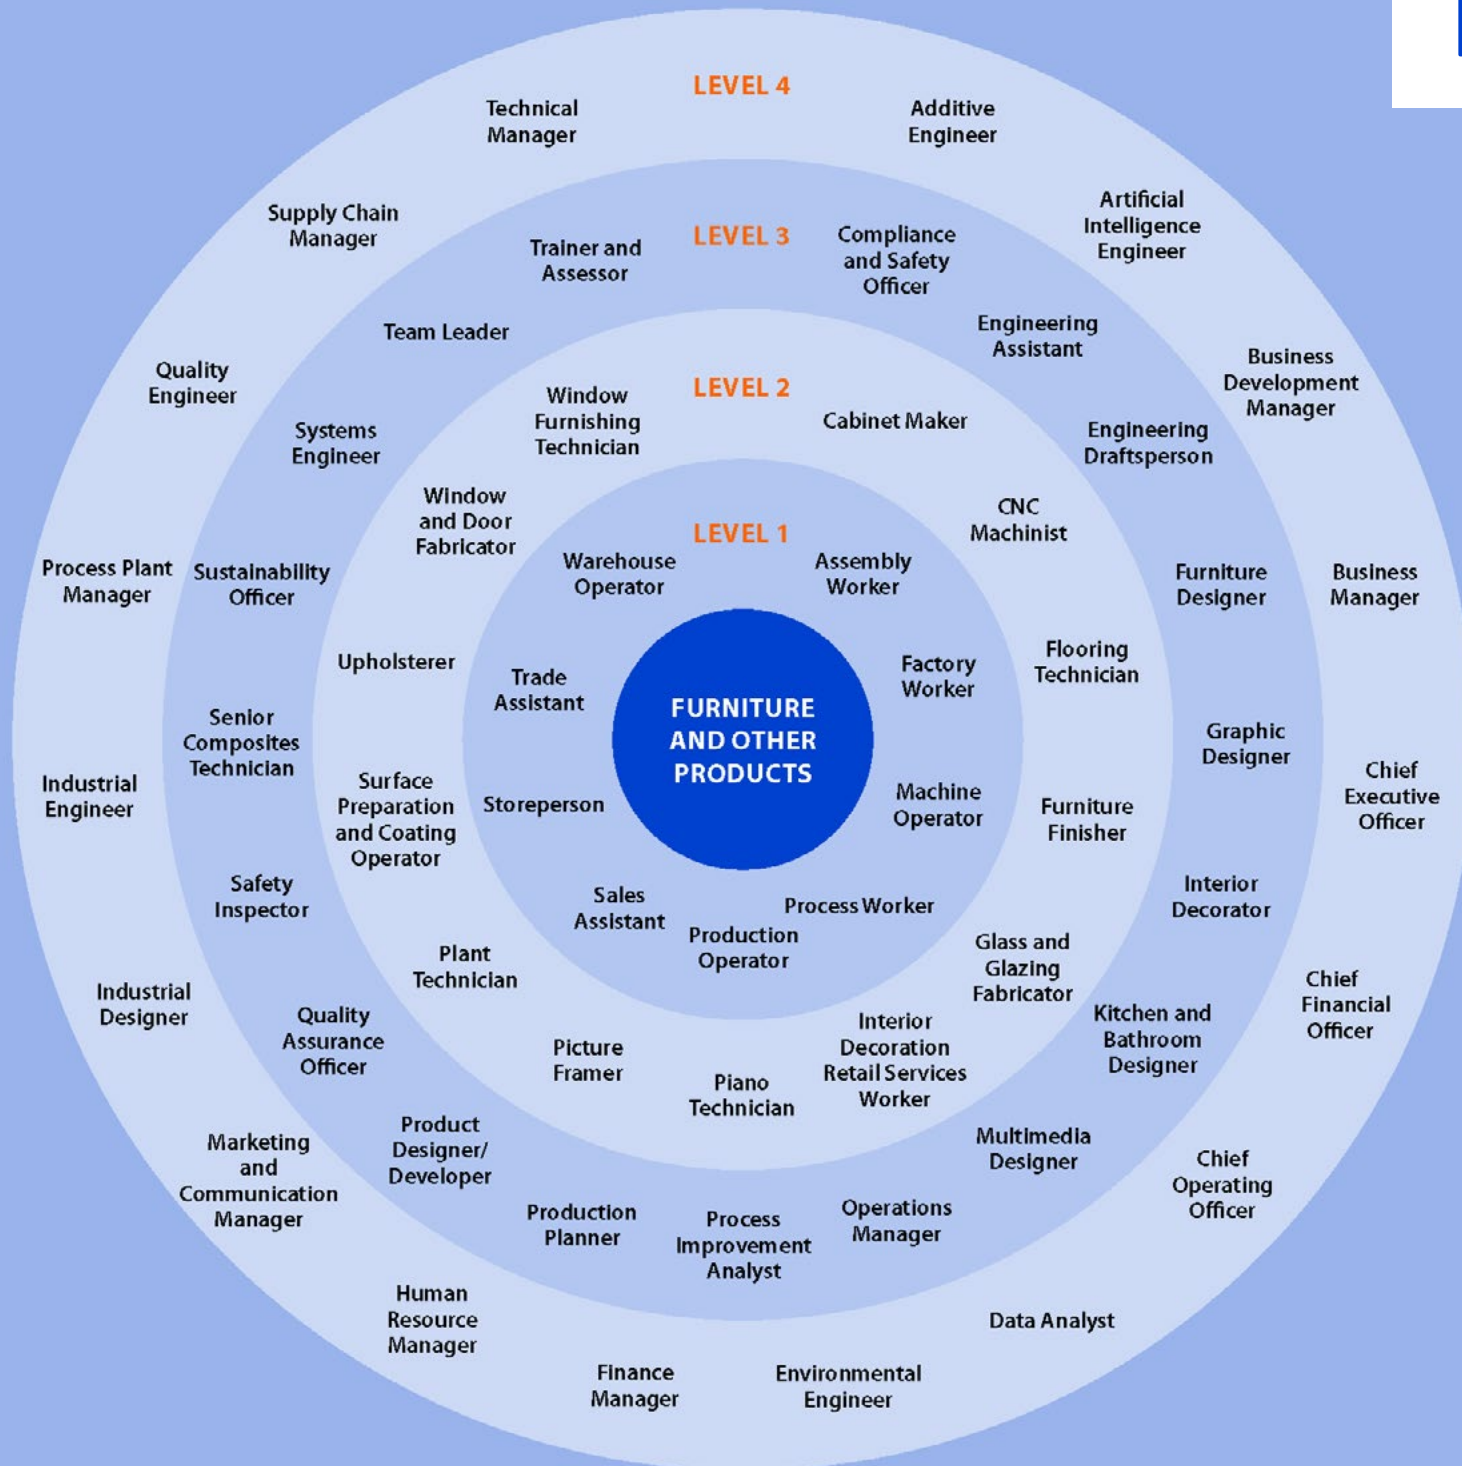 LEVEL 4
Additive
Engineer
Artificial
Intelligence
Engineer
Business
Development
Manager
Business
Manager
Chief
Executive
Officer
Chief
Financial
Officer
Chief
Operating
Officer
Data Analyst
Environmental
Engineer
Finance
Manager
Human
Resource
Manager
Marketing
and
Communication
Manager
Industrial
Designer
Industrial
Engineer
Process Plant
Manager
Quality
Engineer
Supply Chain
Manager
Technical
Manager
LEVEL 3
Compliance
and Safety
Officer
Engineering
Assistant
Engineering
Draftsperson
Furniture
Designer
Graphic
Designer
Interior
Decorator
Kitchen and
Bathroom
Designer
Multimedia
Designer
Operations
Manager
Process
Improvement
Analyst
Production
Planner
Product
Designer/
Developer
Quality
Assurance
Officer
Safety
Inspector
Senior
Composites
Technician
Sustainability
Officer
Systems
Engineer
Team Leader
Trainer and
Assessor
LEVEL 2
Cabinet Maker
CNC
Machinist
Flooring
Technician
Furniture
Finisher
Glass and
Glazing
Fabricator
Interior
Decoration
Retail Services
Worker
Piano
Technician
Picture
Framer
Plant
Technician
Surface
Preparation
and Coating
Operator
Upholsterer
Window
and Door
Fabricator
Window
Furnishing
Technician
LEVEL 1
Assembly
Worker
Factory
Worker
Machine
Operator
Process Worker
Production
Operator
Sales
Assistant
Storeperson
Trade
Assistant
Warehouse
Operator
FURNITURE
AND OTHER
PRODUCTS